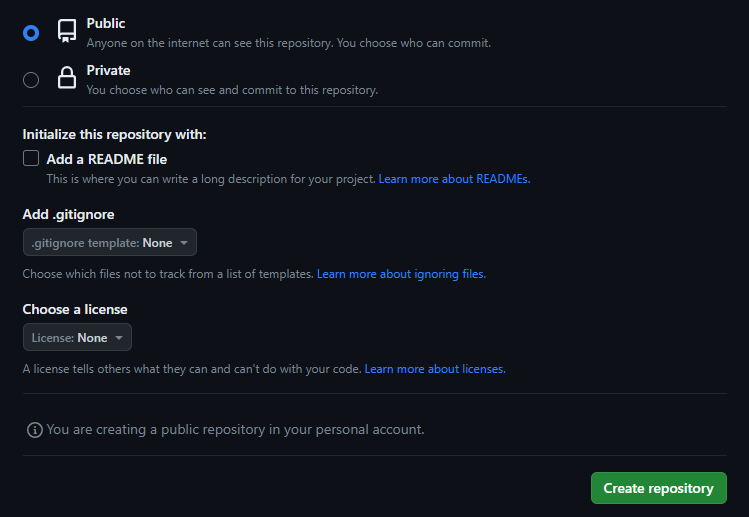 Public
Anyone on the internet can see this repository. You choose who can commit.
Private
You choose who can see and commit to this repository.
Initialize this repository with:
Add a README file
This is where you can write a long description for your project. Learn more about READMEs.
Add .gitignore
.gitignore template: None
Choose which files not to track from a list of templates. Learn more about ignoring files.
Choose a license
License: None
A license tells others what they can and can't do with your code. Learn more about licenses.
You are creating a public repository in your personal account.
Create repository